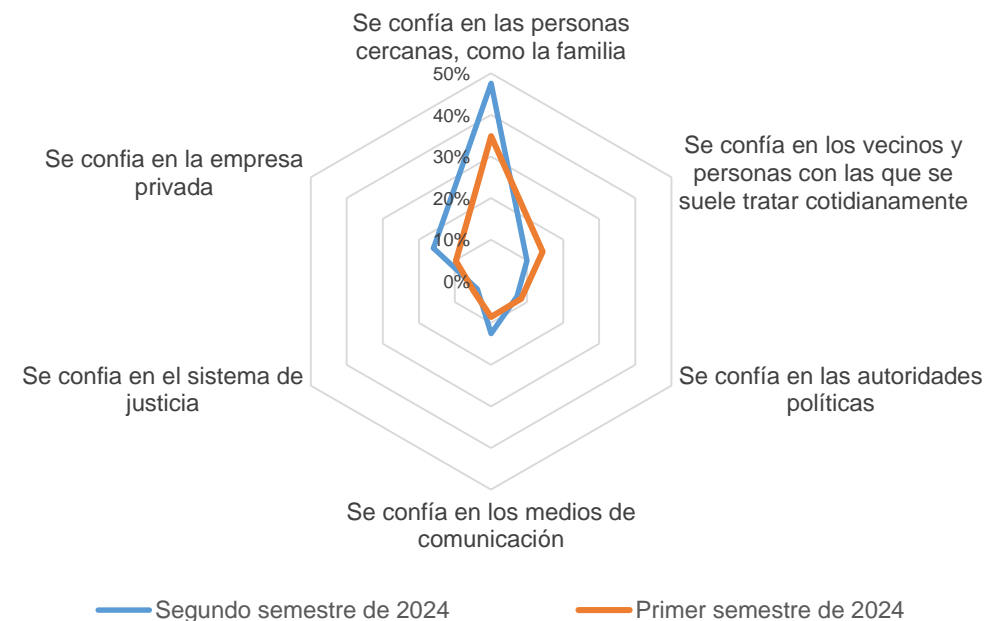 Se confía en las personas
cercanas, como la familia
50%
40%
30%
20%
10%
0%
Se confía en los vecinos y
personas con las que se
suele tratar cotidianamente
Se confía en las autoridades
políticas
Se confía en los medios de
comunicación
Se confia en el sistema de
justicia
Se confia en la empresa
privada
Segundo semestre de 2024
Primer semestre de 2024